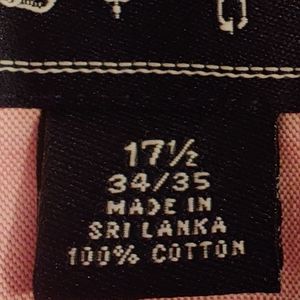 17½
34/35
MADE IN
SRI LANKA
100% COTTON